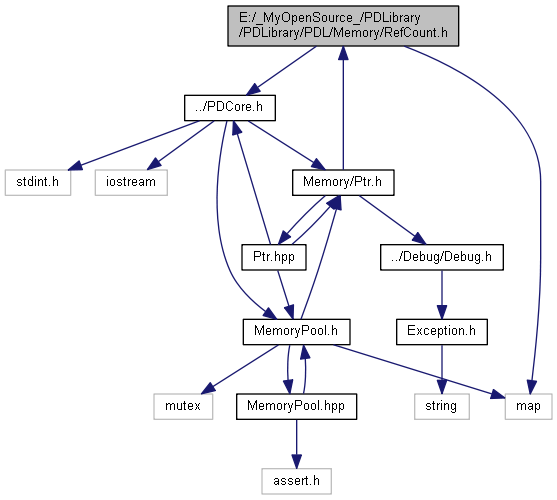 E:/_MyOpenSource_/PDLibrary
/PDLibrary/PDL/Memory/RefCount.h
../PDCore.h
stdint.h
iostream
Memory/Ptr.h
Ptr.hpp
../Debug/Debug.h
MemoryPool.h
Exception.h
mutex
MemoryPool.hpp
string
map
assert.h